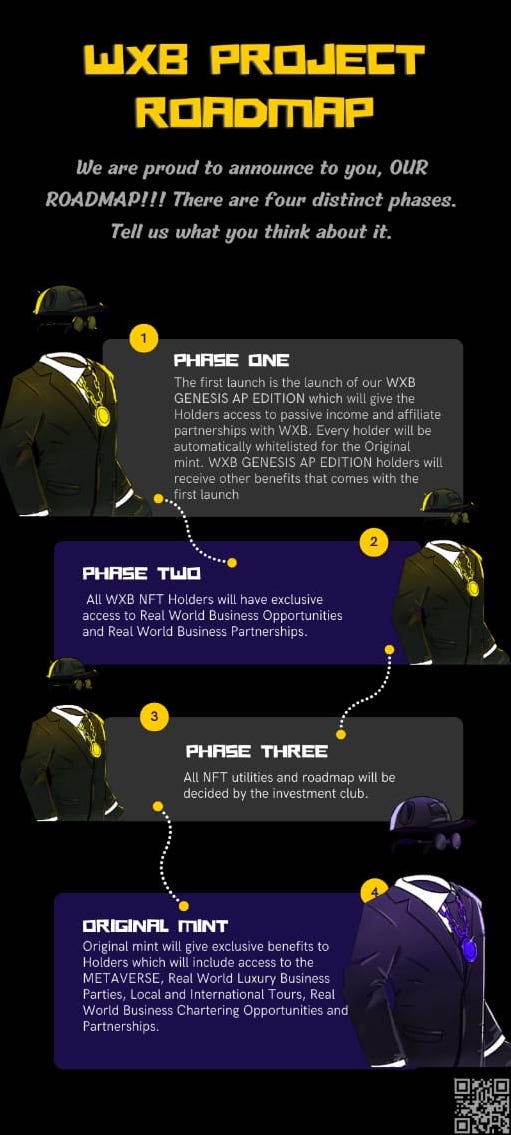 WXB PROJECT
ROADMAP
We are proud to announce to you, OUR
ROADMAP!!! There are four distinct phases.
Tell us what you think about it.
1
PHASE ONE
The first launch is the launch of our WXB
GENESIS AP EDITION which will give the
Holders access to passive income and affiliate
partnerships with WXB. Every holder will be
automatically whitelisted for the Original
mint. WXB GENESIS AP EDITION holders will
receive other benefits that comes with the
first launch
2
PHASE TWO
All WXB NFT Holders will have exclusive
access to Real World Business Opportunities
and Real World Business Partnerships.
3
PHASE THREE
All NFT utilities and roadmap will be
decided by the investment club.
4
ORIGINAL MINT
Original mint will give exclusive benefits to
Holders which will include access to the
METAVERSE, Real World Luxury Business
Parties, Local and International Tours, Real
World Business Chartering Opportunities and
Partnerships.